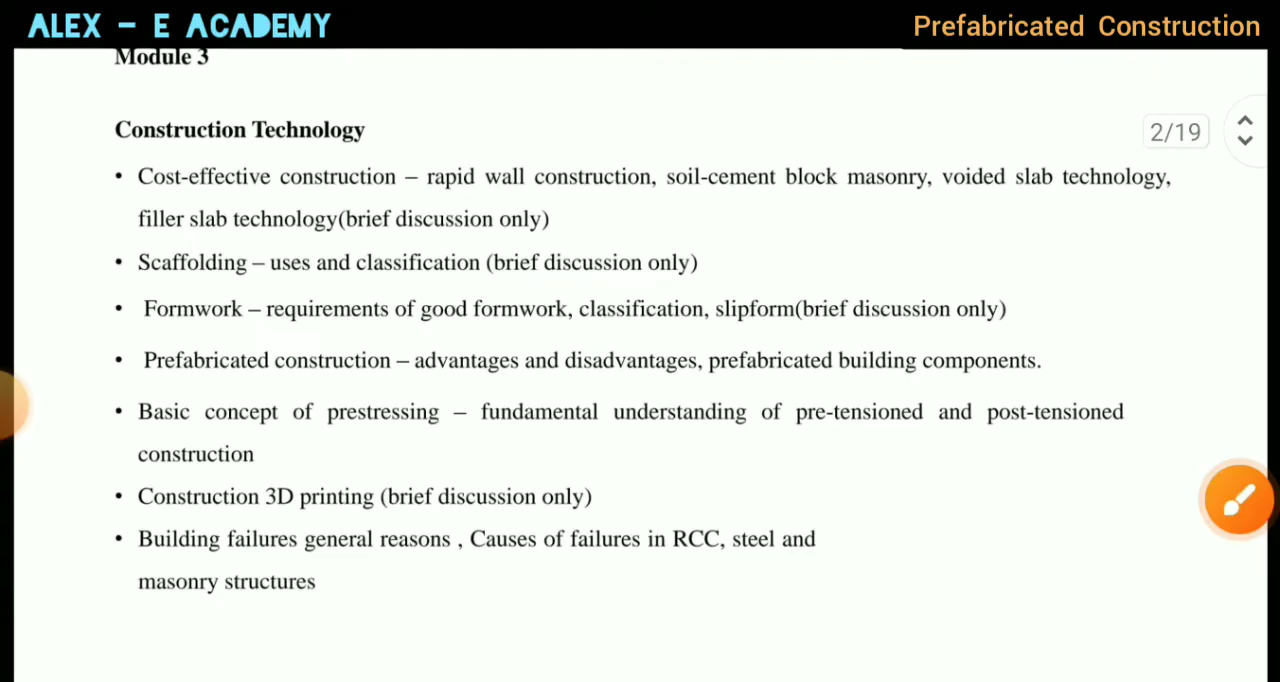 ALEX - E ACADEMY
Prefabricated Construction
Module 3
Construction Technology
2/19
• Cost-effective construction – rapid wall construction, soil-cement block masonry, voided slab technology,
filler slab technology(brief discussion only)
• Scaffolding – uses and classification (brief discussion only)
• Formwork – requirements of good formwork, classification, slipform(brief discussion only)
• Prefabricated construction – advantages and disadvantages, prefabricated building components.
• Basic concept of prestressing – fundamental understanding of pre-tensioned and post-tensioned
construction
• Construction 3D printing (brief discussion only)
• Building failures general reasons , Causes of failures in RCC, steel and
masonry structures